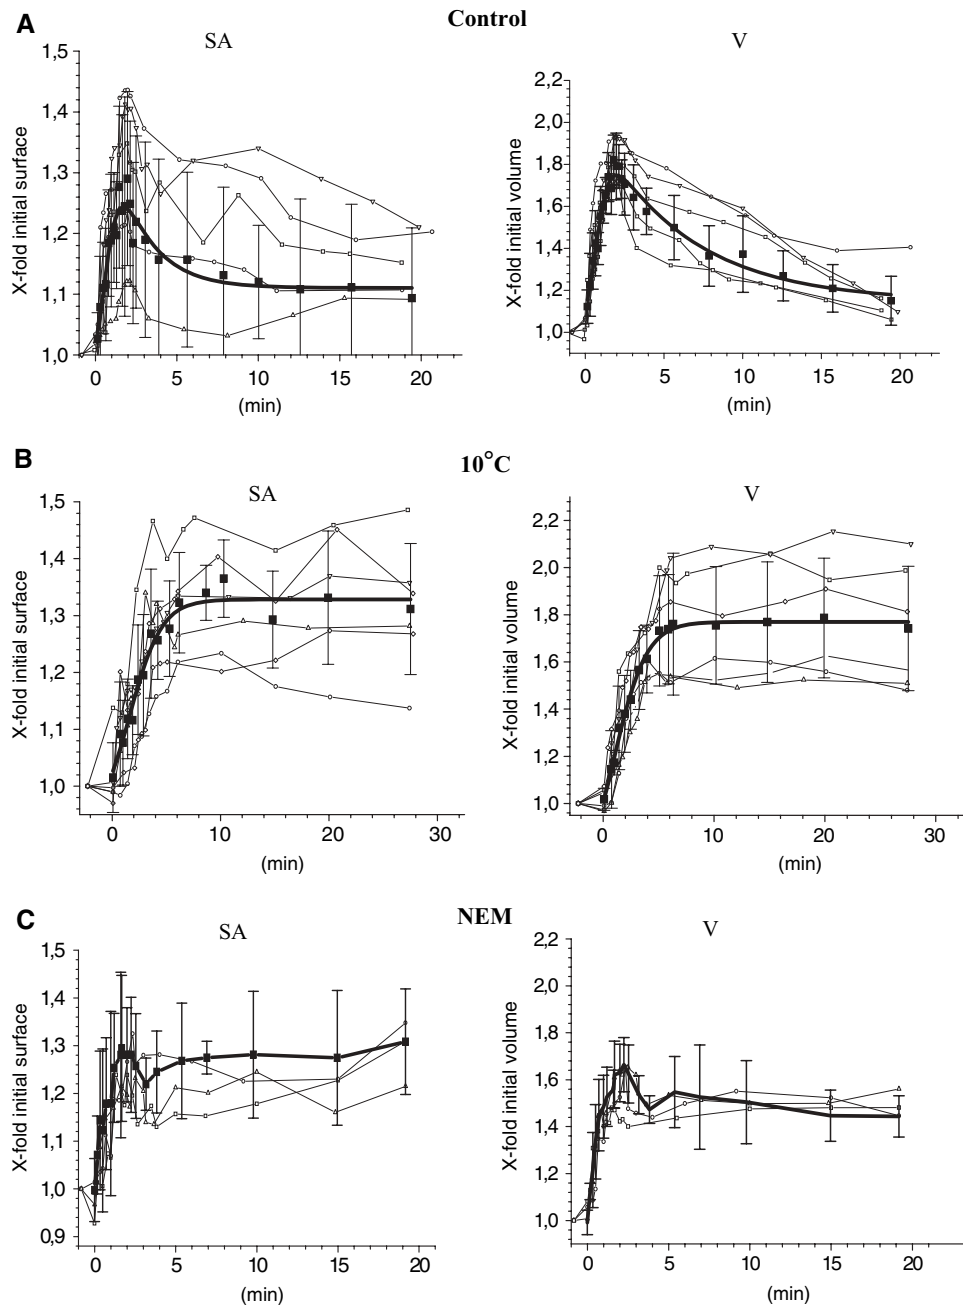 A
Control
SA
V
X-fold initial surface
1,5
1,4
1,3
1,2
1,1
1,0
0 5 10 15 20
(min)
X-fold initial volume
2,2
2,0
1,8
1,6
1,4
1,2
1,0
0 5 10 15 20
(min)
B
10°C
SA
V
X-fold initial surface
1,5
1,4
1,3
1,2
1,1
1,0
0 10 20 30
(min)
X-fold initial volume
2,2
2,0
1,8
1,6
1,4
1,2
1,0
0 10 20 30
(min)
C
NEM
SA
V
X-fold initial surface
1,5
1,4
1,3
1,2
1,1
1,0
0,9
0 5 10 15 20
(min)
X-fold initial volume
2,2
2,0
1,8
1,6
1,4
1,2
1,0
0 5 10 15 20
(min)